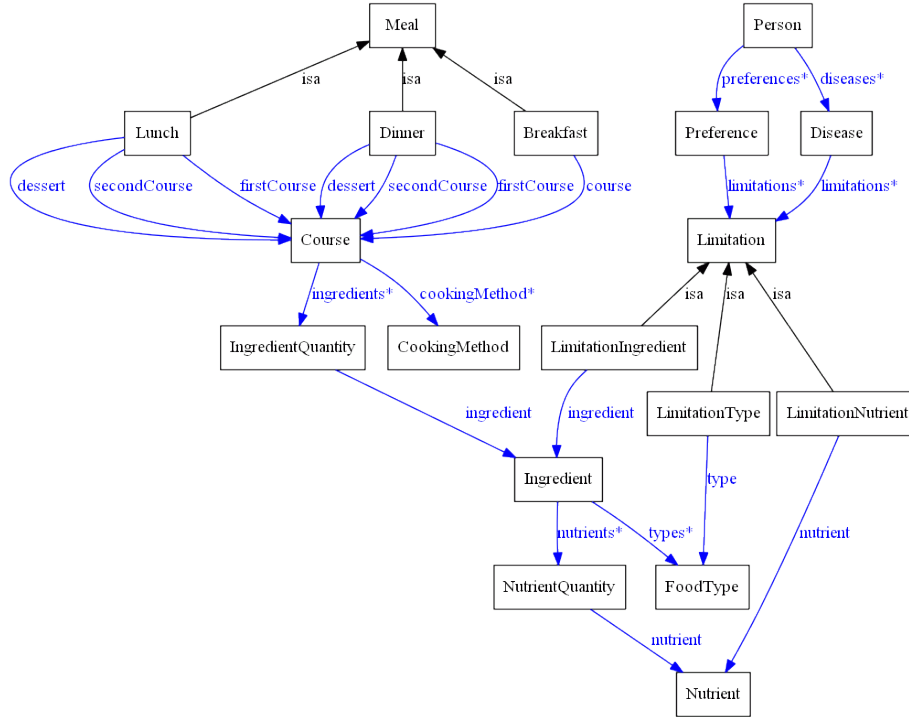 Meal
Person
isa
isa
isa
preferences*
diseases*
Lunch
Dinner
Breakfast
Preference
Disease
dessert
secondCourse
firstCourse
dessert
secondCourse
firstCourse
course
limitations*
limitations*
Course
Limitation
ingredients*
cookingMethod*
isa
isa
isa
IngredientQuantity
CookingMethod
LimitationIngredient
LimitationType
LimitationNutrient
ingredient
ingredient
Ingredient
type
nutrients*
types*
nutrient
NutrientQuantity
FoodType
nutrient
Nutrient